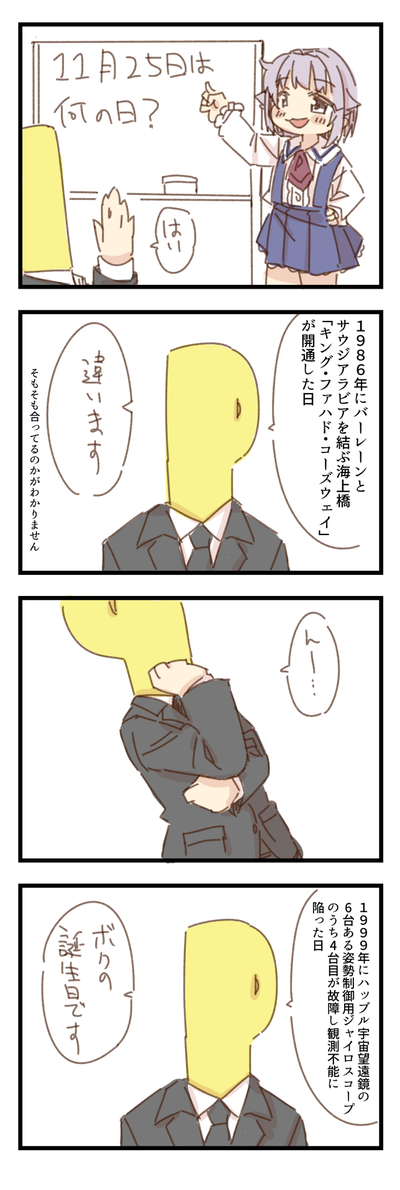 11月25日は
何の日?
はい
1986年にバーレーンと
サウジアラビアを結ぶ海上橋
「キング・ファハド・コーズウェイ」
が開通した日
違います
そもそも合ってるのかがわかりません
んー…
1999年にハッブル宇宙望遠鏡の
6台ある姿勢制御用ジャイロスコープ
のうち4台目が故障し観測不能に
陥った日
ボクの
誕生日です